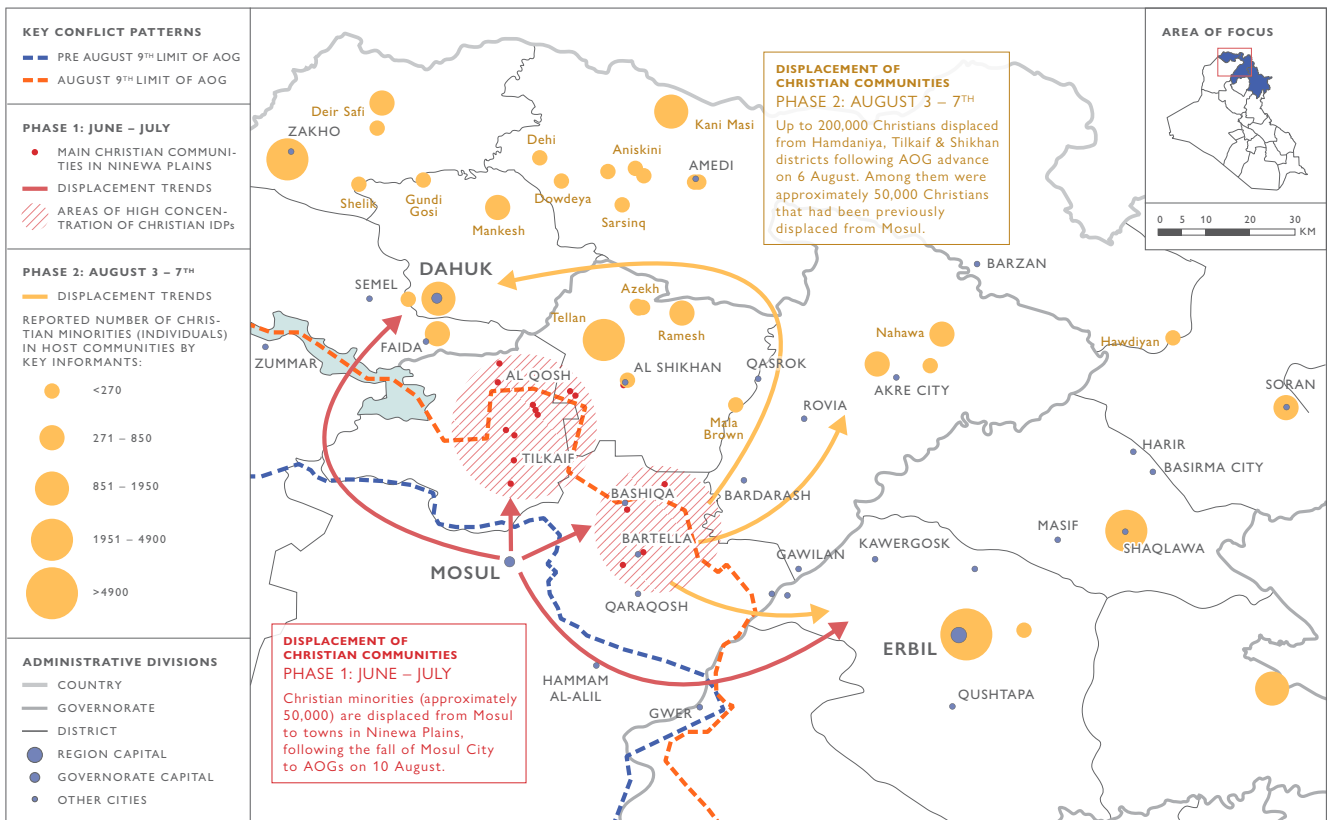 KEY CONFLICT PATTERNS
PRE AUGUST 9TH LIMIT OF AOG
AUGUST 9TH LIMIT OF AOG
PHASE 1: JUNE – JULY
MAIN CHRISTIAN COMMUNI-
TIES IN NINEWA PLAINS
DISPLACEMENT TRENDS
AREAS OF HIGH CONCEN-
TRATION OF CHRISTIAN IDPs
PHASE 2: AUGUST 3 – 7TH
DISPLACEMENT TRENDS
REPORTED NUMBER OF CHRIS-
TIAN MINORITIES (INDIVIDUALS)
IN HOST COMMUNITIES BY
KEY INFORMANTS:
<270
271 – 850
851 – 1950
1951 – 4900
>4900
ADMINISTRATIVE DIVISIONS
COUNTRY
GOVERNORATE
DISTRICT
REGION CAPITAL
GOVERNORATE CAPITAL
OTHER CITIES
AREA OF FOCUS
0 5 10 20 30
KM
DISPLACEMENT OF
CHRISTIAN COMMUNITIES
PHASE 2: AUGUST 3 – 7TH
Up to 200,000 Christians displaced
from Hamdaniya, Tilkaif & Shikhan
districts following AOG advance
on 6 August. Among them were
approximately 50,000 Christians
that had been previously
displaced from Mosul.
Deir Safi
ZAKHO
Kani Masi
Dehi
Aniskini
AMEDI
Shelik
Gundi
Gosi
Dowdeya
Mankesh
Sarsinq
BARZAN
DAHUK
SEMEL
Azekh
Tellan
Ramesh
Nahawa
Hawdiyan
FAIDA
ZUMMAR
AL QOSH
AL SHIKHAN
QASROK
AKRE CITY
SORAN
Mala
Brown
ROVIA
HARIR
TILKAIF
BASIRMA CITY
BASHIQA
BARDARASH
BARTELLA
MASIF
KAWERGOSK
SHAQLAWA
GAWILAN
MOSUL
QARAQOSH
ERBIL
HAMMAM
AL-ALIL
QUSHTAPA
GWER
DISPLACEMENT OF
CHRISTIAN COMMUNITIES
PHASE 1: JUNE – JULY
Christian minorities (approximately
50,000) are displaced from Mosul
to towns in Ninewa Plains,
following the fall of Mosul City
to AOGs on 10 August.